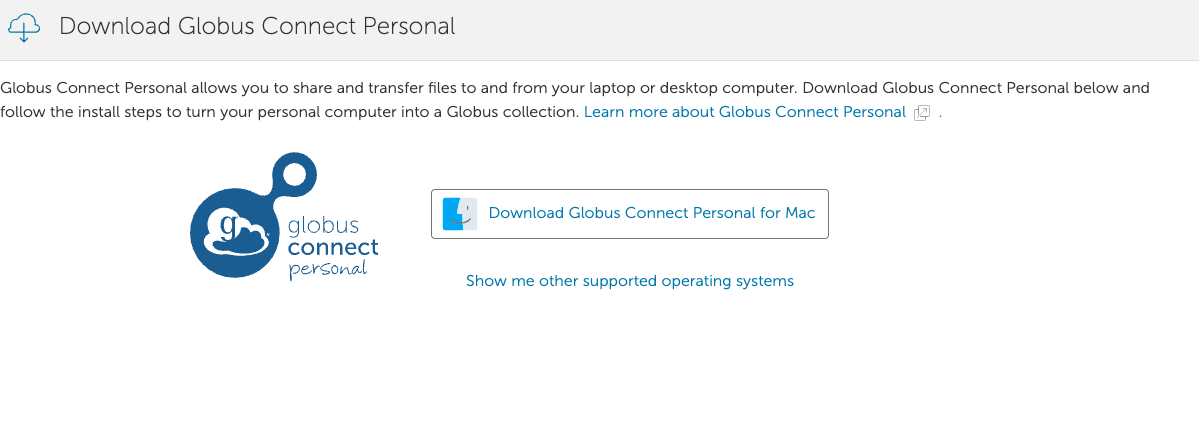 Download Globus Connect Personal
Globus Connect Personal allows you to share and transfer files to and from your laptop or desktop computer. Download Globus Connect Personal below and
follow the install steps to turn your personal computer into a Globus collection. Learn more about Globus Connect Personal .
g
globus
connect
personal
Download Globus Connect Personal for Mac
Show me other supported operating systems